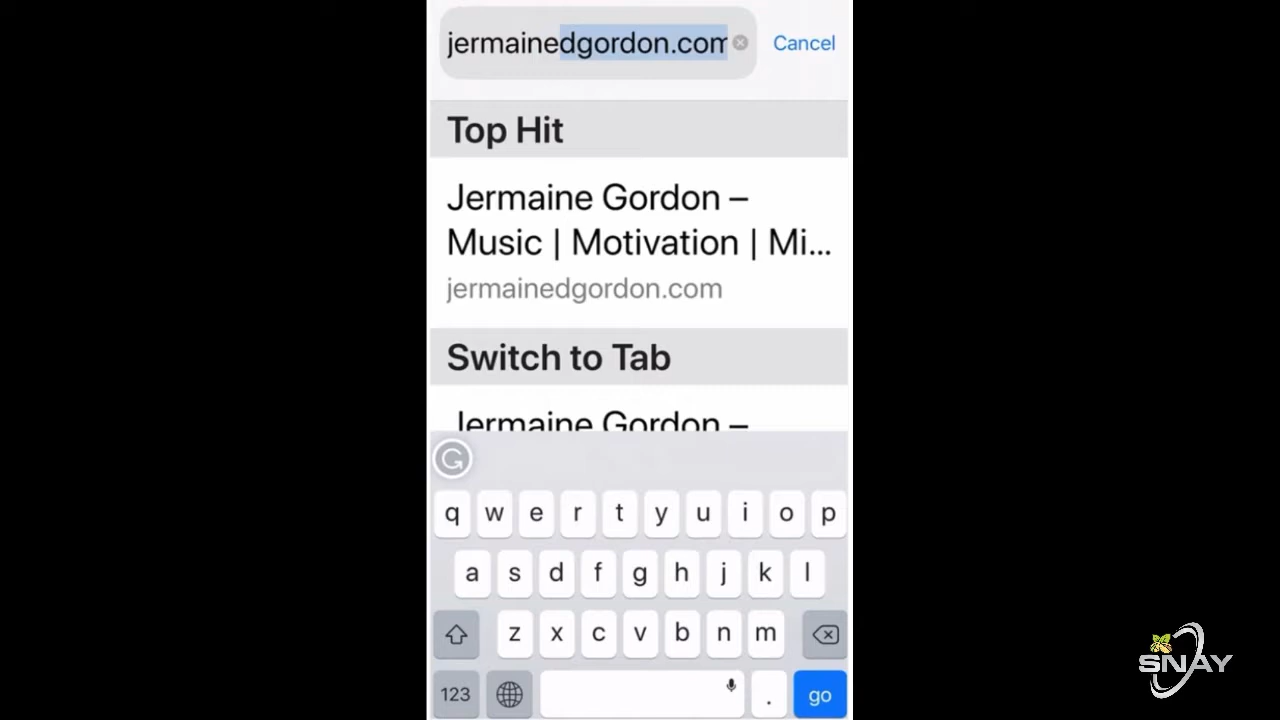 jermainedgordon.com
Cancel
Top Hit
Jermaine Gordon –
Music | Motivation | Mi...
jermainedgordon.com
Switch to Tab
Jermaine Gordon –
q w e r t y u i o p
a s d f g h j k l
z x c v b n m
123 . go
SNAY